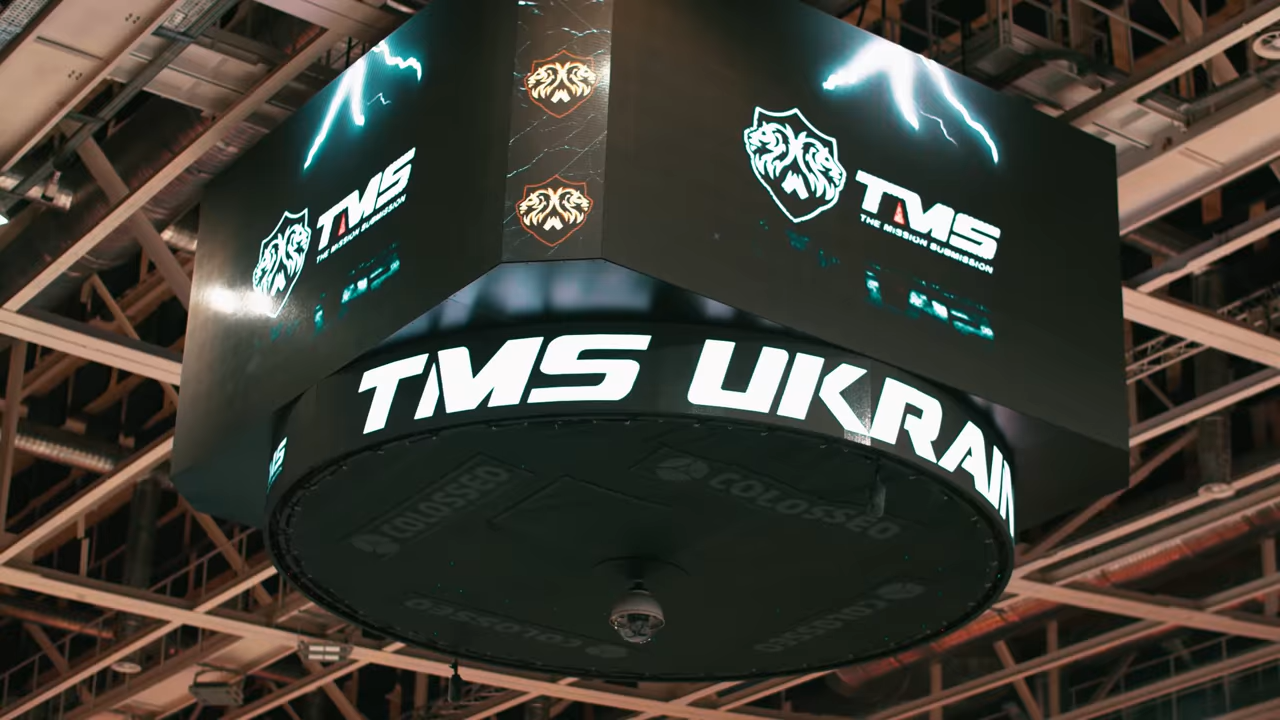 TMS
THE MISSION SUBMISSION
TMS
THE MISSION SUBMISSION
TMS UKRAIN
COLOSSEO
COLOSSEO
COLOSSEO
COLOSSEO